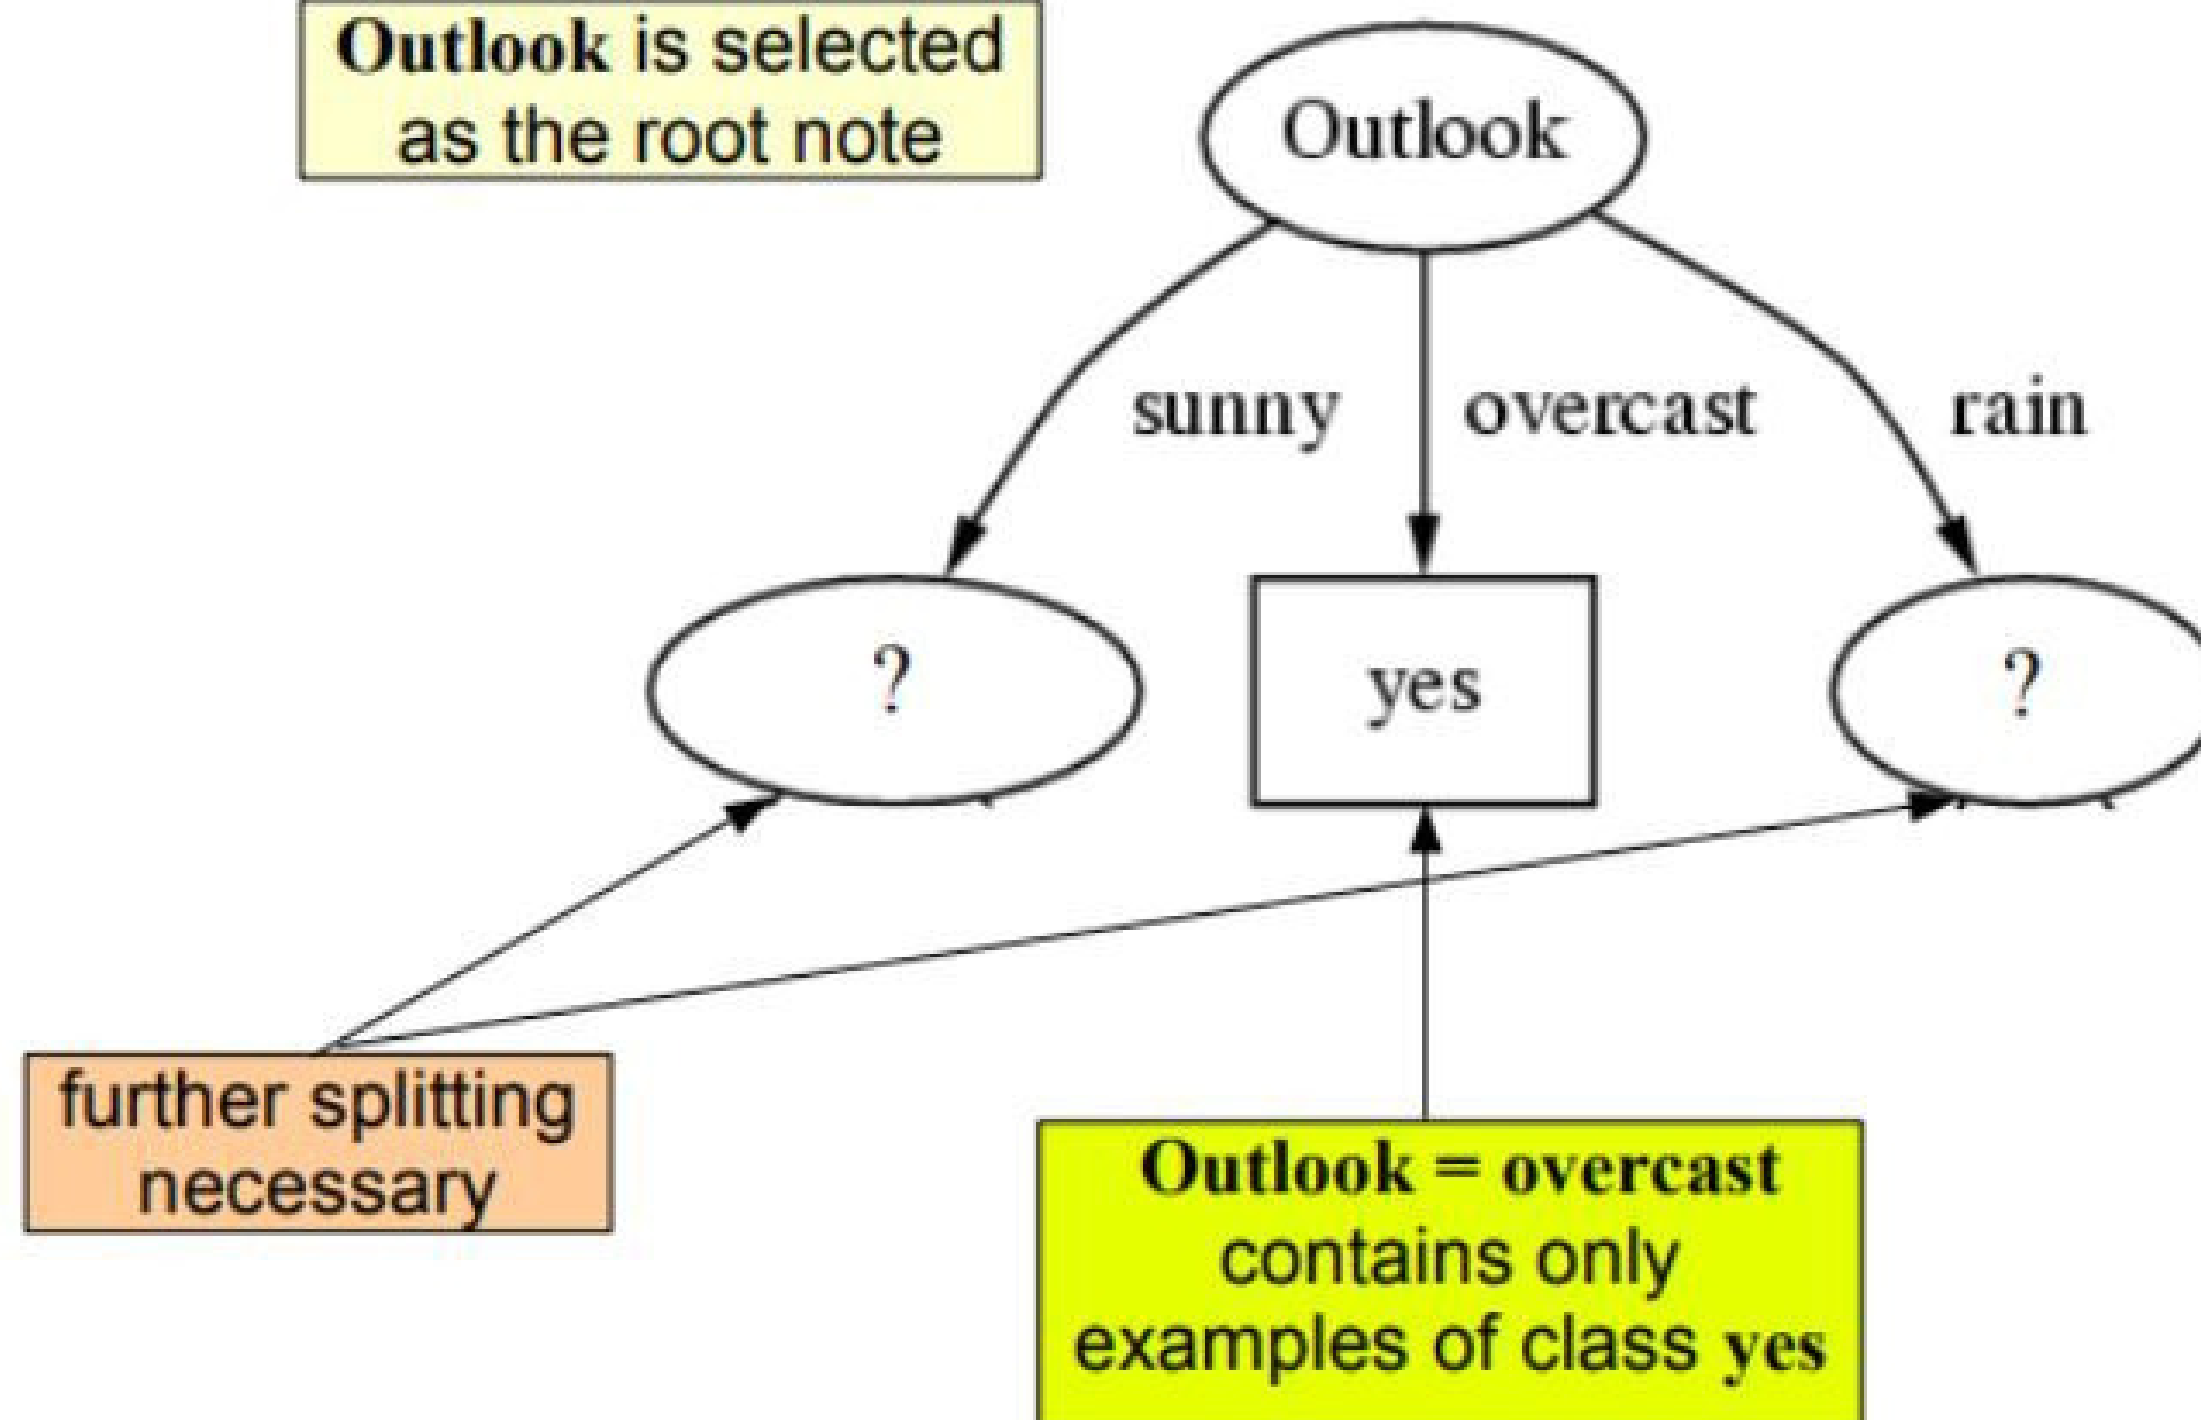 Outlook is selected
as the root note
Outlook
sunny
overcast
rain
?
yes
?
further splitting
necessary
Outlook = overcast
contains only
examples of class yes